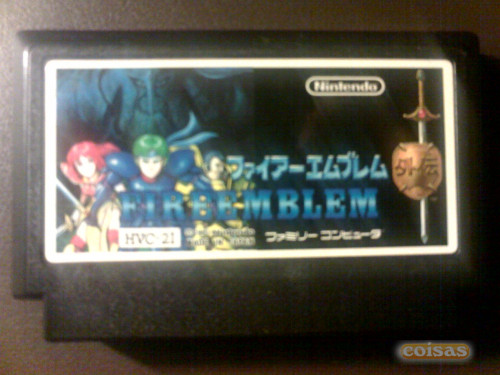 Nintendo
ファイアーエムブレム
外伝
FIRE EMBLEM
HVC-21
ファミリー コンピュータ
coisas